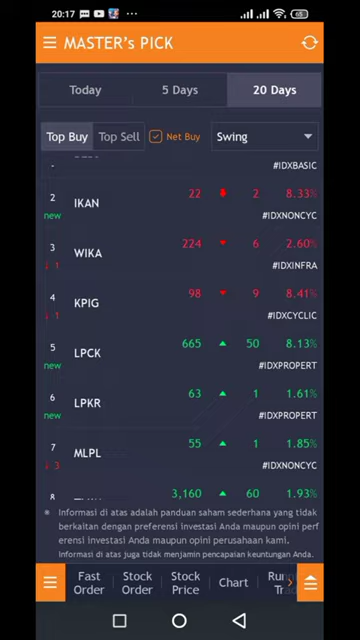 20:17
65
MASTER's PICK
Today 5 Days 20 Days
Top Buy Top Sell Net Buy Swing
#IDXBASIC
2 IKAN 22 2 8.33%
new #IDXNONCYC
3 WIKA 224 6 2.60%
1 #IDXINFRA
4 KPIG 98 9 8.41%
1 #IDXCYCLIC
5 LPCK 665 50 8.13%
new #IDXPROPERT
6 LPKR 63 1 1.61%
new #IDXPROPERT
7 MLPL 55 1 1.85%
3 #IDXNONCYC
8 3,160 60 1.93%
Informasi di atas adalah panduan saham sederhana yang tidak
berkaitan dengan preferensi investasi Anda maupun opini perf
erensi investasi Anda maupun opini perusahaan kami.
Informasi di atas juga tidak menjamin pencapaian keuntungan Anda.
Fast Order Stock Order Stock Price Chart